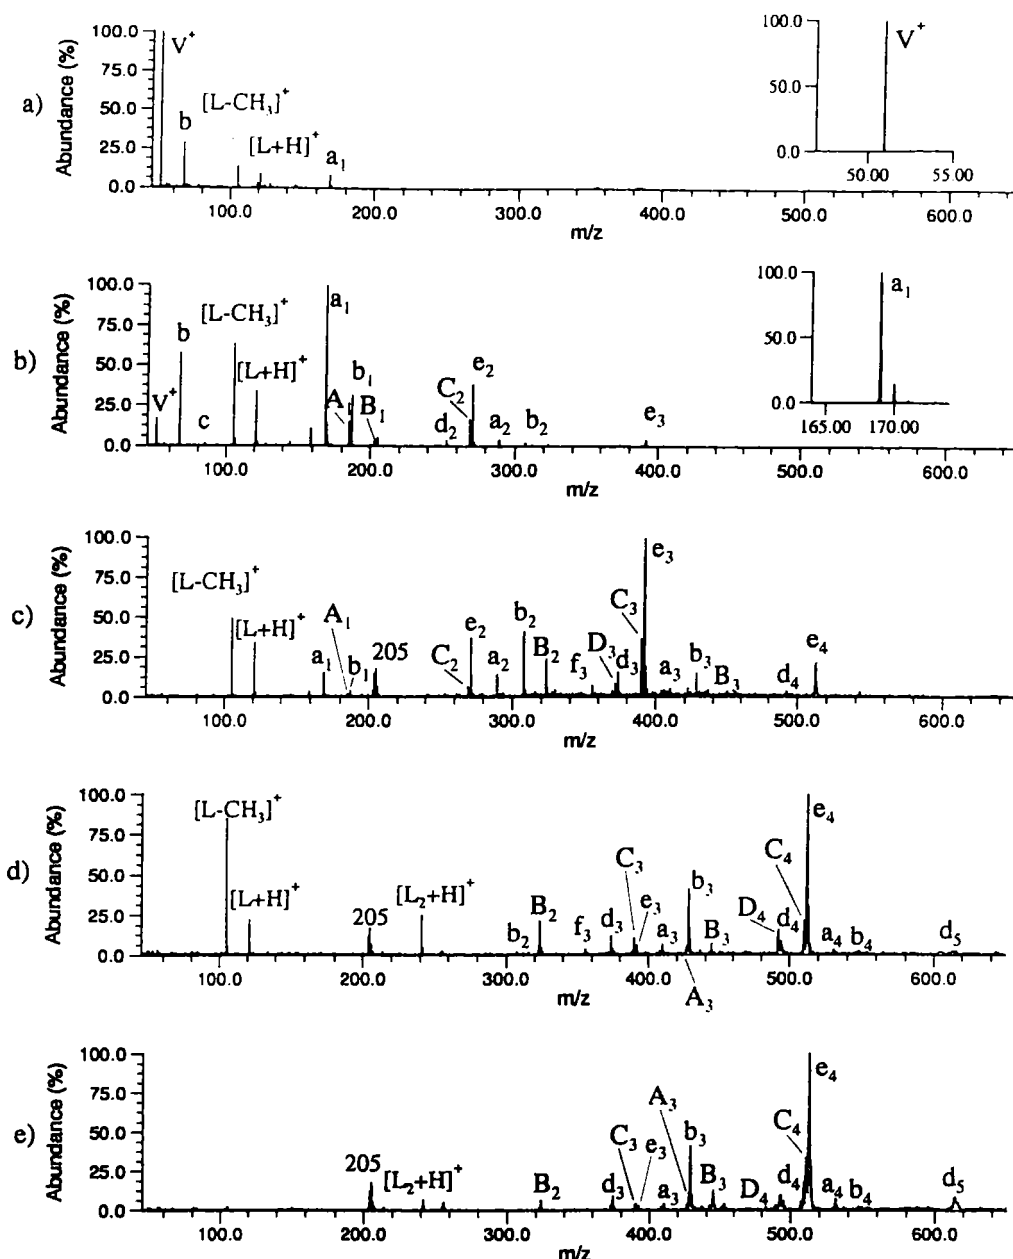 a)
Abundance (%)
100.0
75.0
50.0
25.0
0.0
V⁺
b
[L-CH₃]⁺
[L+H]⁺
a₁
100.0 200.0 300.0 400.0 500.0 600.0
m/z
100.0
50.0
0.0
V⁺
50.00 55.00
b)
Abundance (%)
100.0
75.0
50.0
25.0
0.0
V⁺
b
c
[L-CH₃]⁺
[L+H]⁺
a₁
A
b₁
B₁
d₂
C₂
e₂
a₂
b₂
e₃
100.0 200.0 300.0 400.0 500.0 600.0
m/z
100.0
50.0
0.0
a₁
165.00 170.00
c)
Abundance (%)
100.0
75.0
50.0
25.0
0.0
[L-CH₃]⁺
[L+H]⁺
a₁
A₁
b₁
205
C₂
e₂
a₂
b₂
B₂
f₃
D₃
d₃
C₃
e₃
a₃
b₃
B₃
d₄
e₄
100.0 200.0 300.0 400.0 500.0 600.0
m/z
d)
Abundance (%)
100.0
75.0
50.0
25.0
0.0
[L-CH₃]⁺
[L+H]⁺
205
[L₂+H]⁺
b₂
B₂
f₃
d₃
C₃
e₃
a₃
A₃
b₃
B₃
D₄
d₄
C₄
e₄
a₄
b₄
d₅
100.0 200.0 300.0 400.0 500.0 600.0
m/z
e)
Abundance (%)
100.0
75.0
50.0
25.0
0.0
205
[L₂+H]⁺
B₂
d₃
C₃
e₃
a₃
A₃
b₃
B₃
D₄
d₄
C₄
e₄
a₄
b₄
d₅
100.0 200.0 300.0 400.0 500.0 600.0
m/z